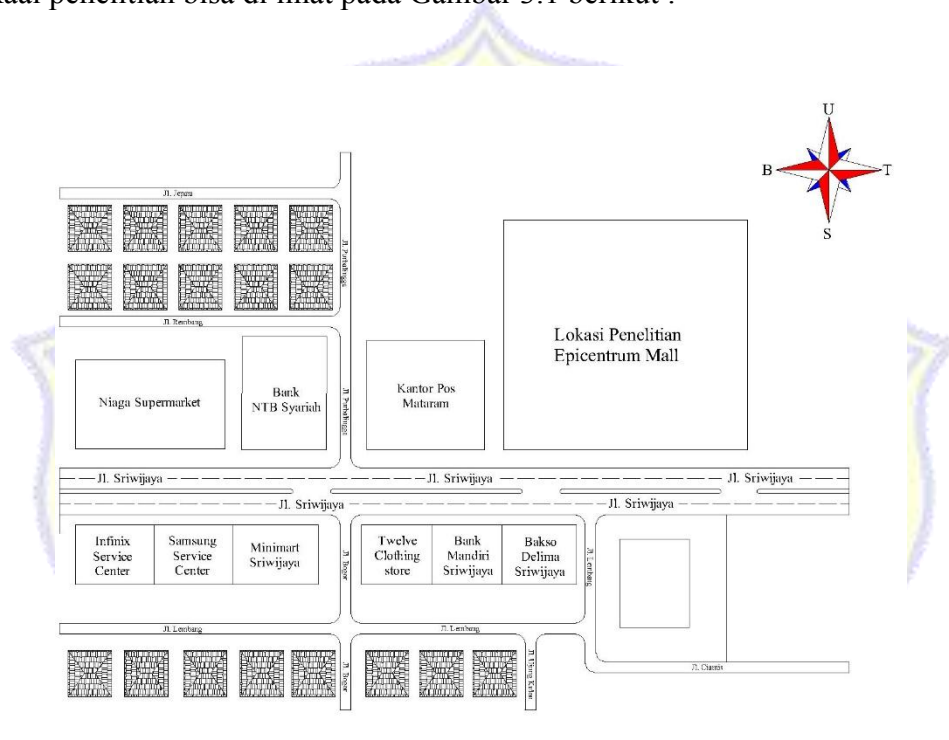 penelitian bisa di lihat pada Gambar 3.1 berikut :
U
B
T
S
Jl. Jepara
Jl. Purbalingga
Jl. Rembang
Lokasi Penelitian
Epicentrum Mall
Niaga Supermarket
Bank
NTB Syariah
Jl. Purbalingga
Kantor Pos
Mataram
Jl. Sriwijaya
Jl. Sriwijaya
Jl. Sriwijaya
Jl. Sriwijaya
Jl. Sriwijaya
Infinix
Service
Center
Samsung
Service
Center
Minimart
Sriwijaya
Jl. Bogor
Twelve
Clothing
store
Bank
Mandiri
Sriwijaya
Bakso
Delima
Sriwijaya
Jl. Lembang
Jl. Lembang
Jl. Lembang
Jl. Bogor
Jl. Ciamis